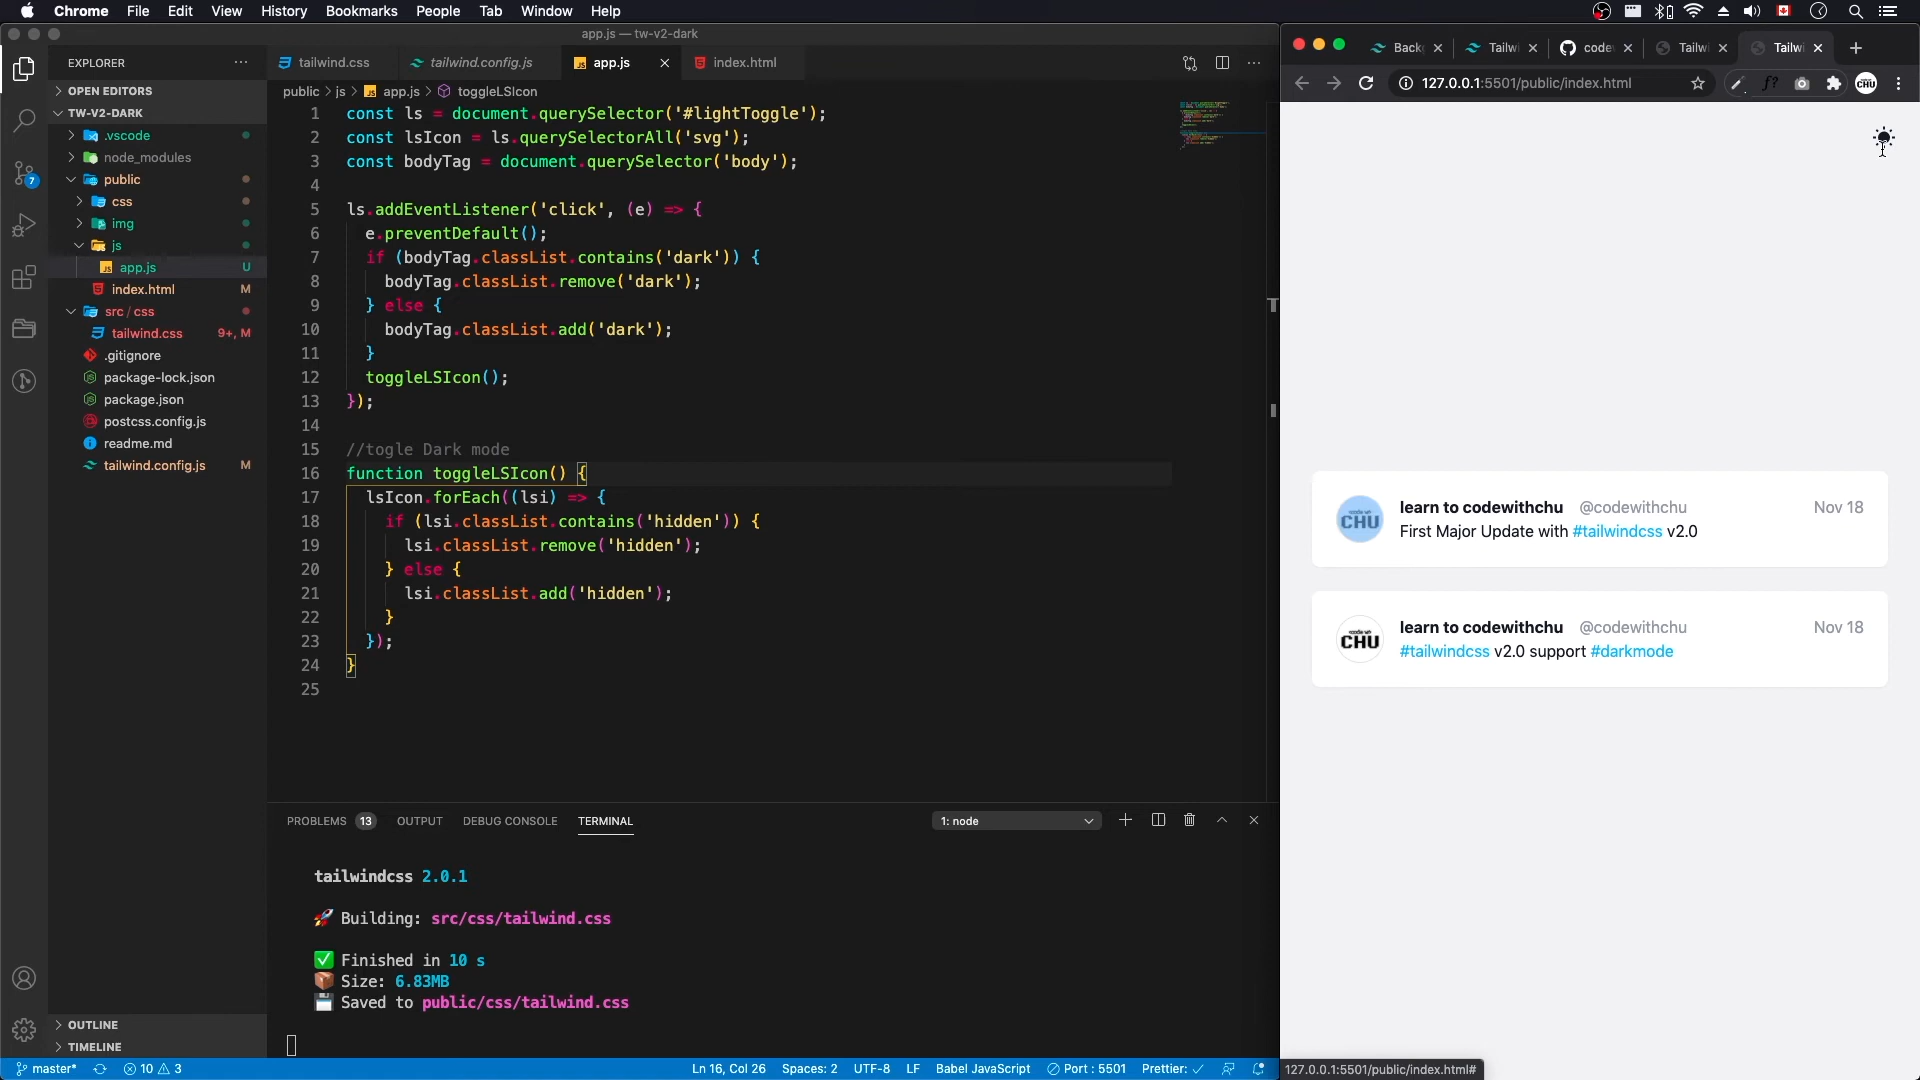 Chrome File Edit View History Bookmarks People Tab Window Help
app.js — tw-v2-dark
EXPLORER
OPEN EDITORS
TW-V2-DARK
.vscode
node_modules
public
css
img
js
app.js U
index.html M
src / css
tailwind.css 9+, M
.gitignore
package-lock.json
package.json
postcss.config.js
readme.md
tailwind.config.js M
OUTLINE
TIMELINE
7
tailwind.css tailwind.config.js app.js index.html
public > js > app.js > toggleLSIcon
1 const ls = document.querySelector('#lightToggle');
2 const lsIcon = ls.querySelectorAll('svg');
3 const bodyTag = document.querySelector('body');
4
5 ls.addEventListener('click', (e) => {
6 e.preventDefault();
7 if (bodyTag.classList.contains('dark')) {
8 bodyTag.classList.remove('dark');
9 } else {
10 bodyTag.classList.add('dark');
11 }
12 toggleLSIcon();
13 });
14
15 //togle Dark mode
16 function toggleLSIcon() {
17 lsIcon.forEach((lsi) => {
18 if (lsi.classList.contains('hidden')) {
19 lsi.classList.remove('hidden');
20 } else {
21 lsi.classList.add('hidden');
22 }
23 });
24 }
25
PROBLEMS 13 OUTPUT DEBUG CONSOLE TERMINAL
1: node
tailwindcss 2.0.1
Building: src/css/tailwind.css
Finished in 10 s
Size: 6.83MB
Saved to public/css/tailwind.css
master* 10 3
Ln 16, Col 26 Spaces: 2 UTF-8 LF Babel JavaScript Port : 5501 Prettier: ✓
Back Tailwi code Tailwi Tailwi
127.0.0.1:5501/public/index.html
f?
CHU
CHU
learn to codewithchu @codewithchu Nov 18
First Major Update with #tailwindcss v2.0
CHU
learn to codewithchu @codewithchu Nov 18
#tailwindcss v2.0 support #darkmode
127.0.0.1:5501/public/index.html#